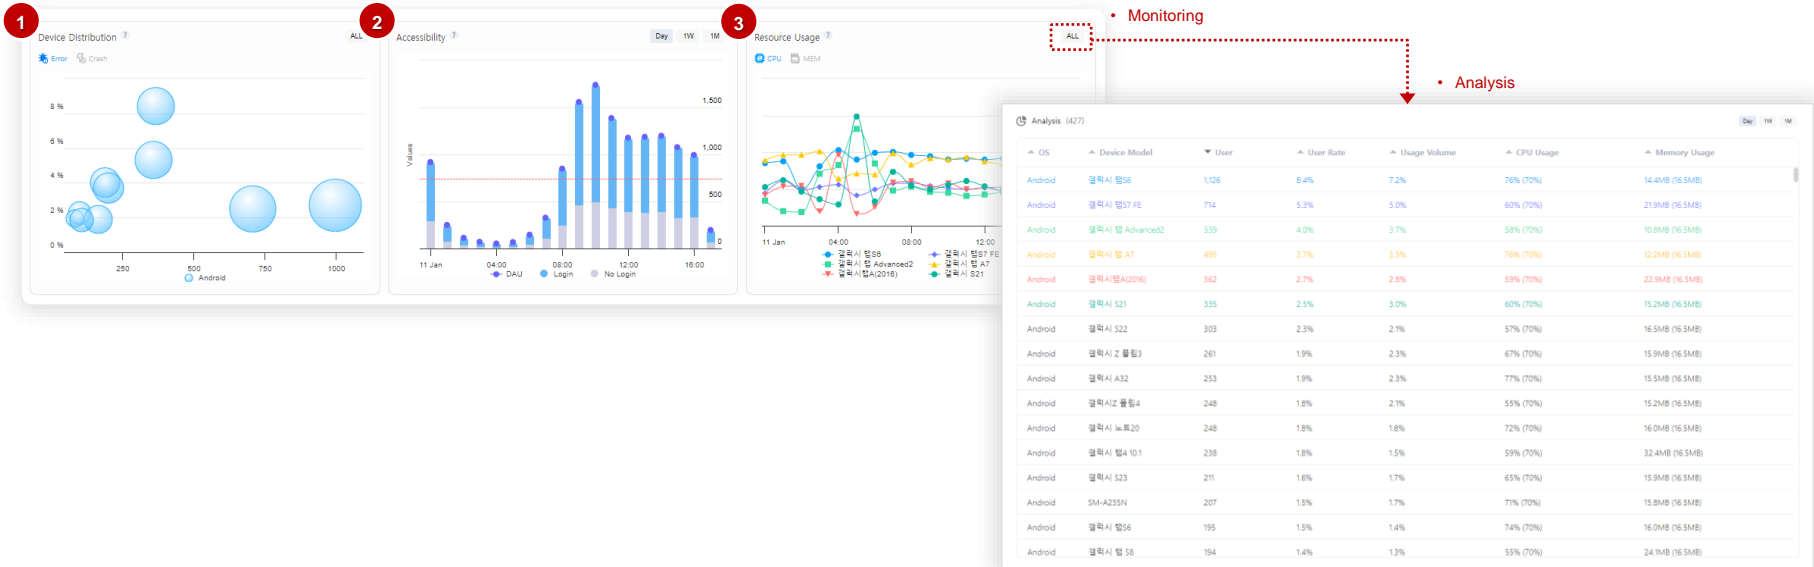 1
Device Distribution ?
ALL
Error Crash
8 %
6 %
4 %
2 %
0 %
250 500 750 1000
Android
2
Accessibility ?
Day 1W 1M
Values
1,500
1,000
500
0
11 Jan 04:00 08:00 12:00 16:00
DAU Login No Login
3
Resource Usage ?
ALL
CPU MEM
11 Jan 04:00 08:00 12:00
갤럭시 탭S6 갤럭시 탭S7 FE
갤럭시 탭 Advanced2 갤럭시 탭 A7
갤럭시탭A(2016) 갤럭시 S21
• Monitoring
• Analysis
Analysis (427)
Day 1W 1M
OS Device Model User User Rate Usage Volume CPU Usage Memory Usage
Android 갤럭시 탭S6 1,126 8.4% 7.2% 76% (70%) 14.4MB (16.5MB)
Android 갤럭시 탭S7 FE 714 5.3% 5.0% 60% (70%) 21.9MB (16.5MB)
Android 갤럭시 탭 Advanced2 539 4.0% 3.7% 58% (70%) 10.8MB (16.5MB)
Android 갤럭시 탭 A7 495 3.7% 3.5% 76% (70%) 12.2MB (16.5MB)
Android 갤럭시탭A(2016) 362 2.7% 2.8% 59% (70%) 22.9MB (16.5MB)
Android 갤럭시 S21 335 2.5% 3.0% 60% (70%) 15.2MB (16.5MB)
Android 갤럭시 S22 303 2.3% 2.1% 57% (70%) 16.5MB (16.5MB)
Android 갤럭시 Z 플립3 261 1.9% 2.3% 67% (70%) 15.9MB (16.5MB)
Android 갤럭시 A32 253 1.9% 2.3% 77% (70%) 15.5MB (16.5MB)
Android 갤럭시Z 플립4 248 1.8% 2.1% 55% (70%) 15.2MB (16.5MB)
Android 갤럭시 노트20 248 1.8% 1.8% 72% (70%) 16.0MB (16.5MB)
Android 갤럭시 탭4 10.1 238 1.8% 1.5% 59% (70%) 32.4MB (16.5MB)
Android 갤럭시 S23 211 1.6% 1.7% 65% (70%) 15.9MB (16.5MB)
Android SM-A235N 207 1.5% 1.7% 71% (70%) 15.8MB (16.5MB)
Android 갤럭시 탭S6 195 1.5% 1.4% 74% (70%) 16.0MB (16.5MB)
Android 갤럭시 탭 S8 194 1.4% 1.3% 55% (70%) 24.1MB (16.5MB)